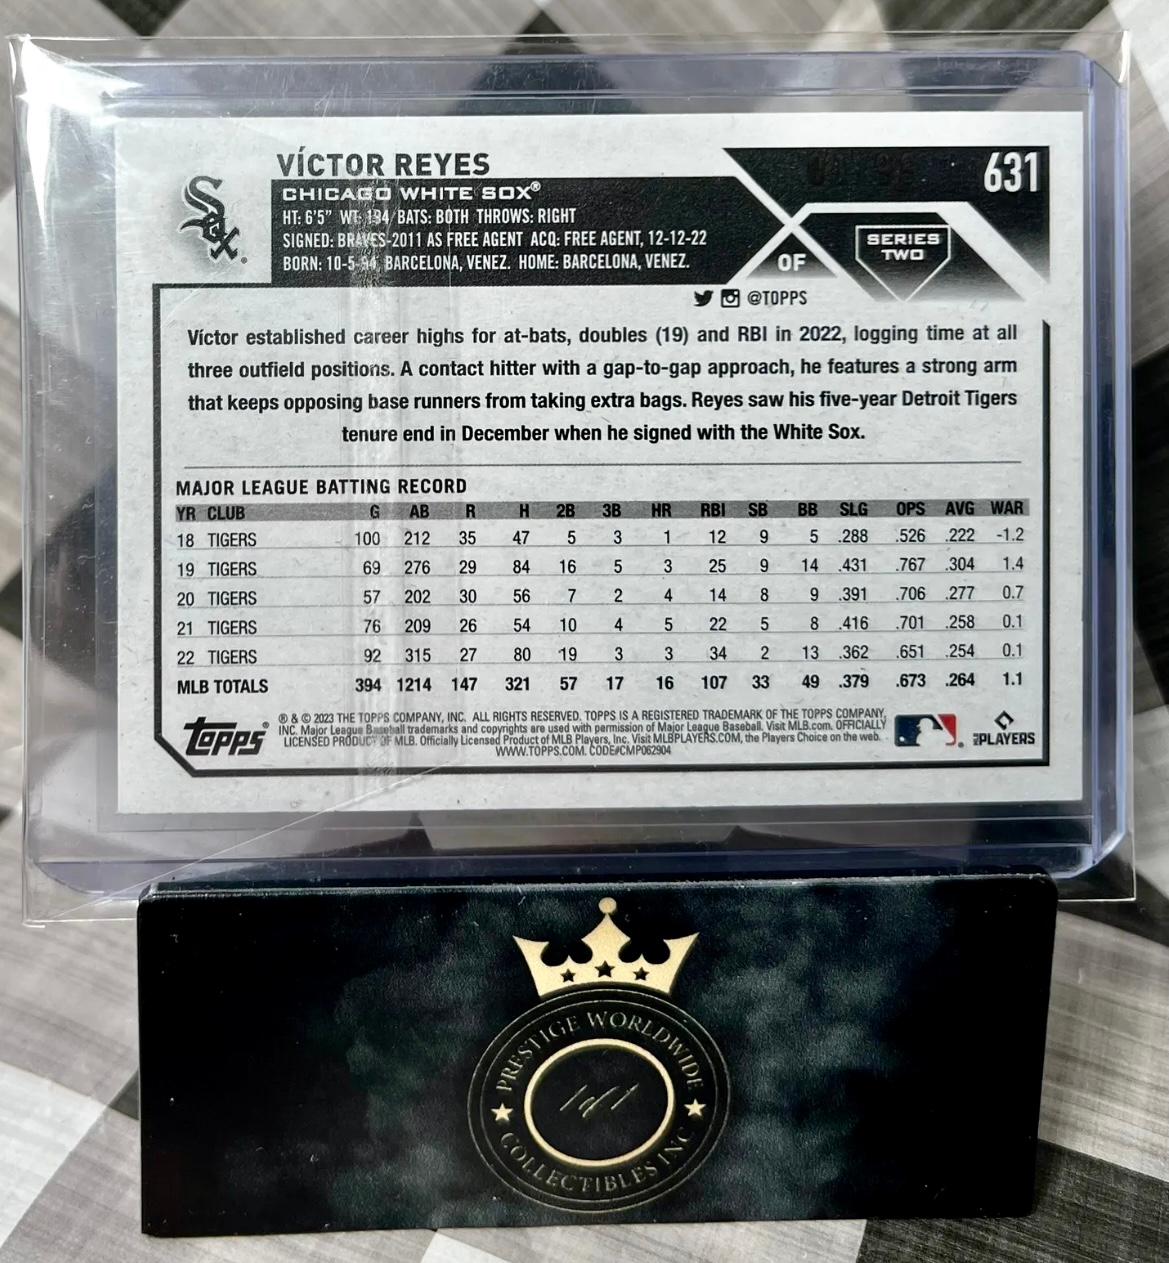 VÍCTOR REYES
631
CHICAGO WHITE SOX®
HT: 6'5" WT: 194 BATS: BOTH THROWS: RIGHT
SIGNED: BRAVES-2011 AS FREE AGENT ACQ: FREE AGENT, 12-12-22
BORN: 10-5-94, BARCELONA, VENEZ. HOME: BARCELONA, VENEZ.
SOX
OF
SERIES
TWO
@TOPPS
Víctor established career highs for at-bats, doubles (19) and RBI in 2022, logging time at all
three outfield positions. A contact hitter with a gap-to-gap approach, he features a strong arm
that keeps opposing base runners from taking extra bags. Reyes saw his five-year Detroit Tigers
tenure end in December when he signed with the White Sox.
MAJOR LEAGUE BATTING RECORD
YR CLUB G AB R H 2B 3B HR RBI SB BB SLG OPS AVG WAR
18 TIGERS 100 212 35 47 5 3 1 12 9 5 .288 .526 .222 -1.2
19 TIGERS 69 276 29 84 16 5 3 25 9 14 .431 .767 .304 1.4
20 TIGERS 57 202 30 56 7 2 4 14 8 9 .391 .706 .277 0.7
21 TIGERS 76 209 26 54 10 4 5 22 5 8 .416 .701 .258 0.1
22 TIGERS 92 315 27 80 19 3 3 34 2 13 .362 .651 .254 0.1
MLB TOTALS 394 1214 147 321 57 17 16 107 33 49 .379 .673 .264 1.1
Topps®
® & © 2023 THE TOPPS COMPANY, INC. ALL RIGHTS RESERVED. TOPPS IS A REGISTERED TRADEMARK OF THE TOPPS COMPANY,
INC. Major League Baseball trademarks and copyrights are used with permission of Major League Baseball. Visit MLB.com. OFFICIALLY
LICENSED PRODUCT OF MLB. Officially Licensed Product of MLB Players, Inc. Visit MLBPLAYERS.COM, the Players Choice on the web.
WWW.TOPPS.COM. CODE#CMP062904
PLAYERS
PRESTIGE WORLDWIDE
1of1
COLLECTIBLES INC